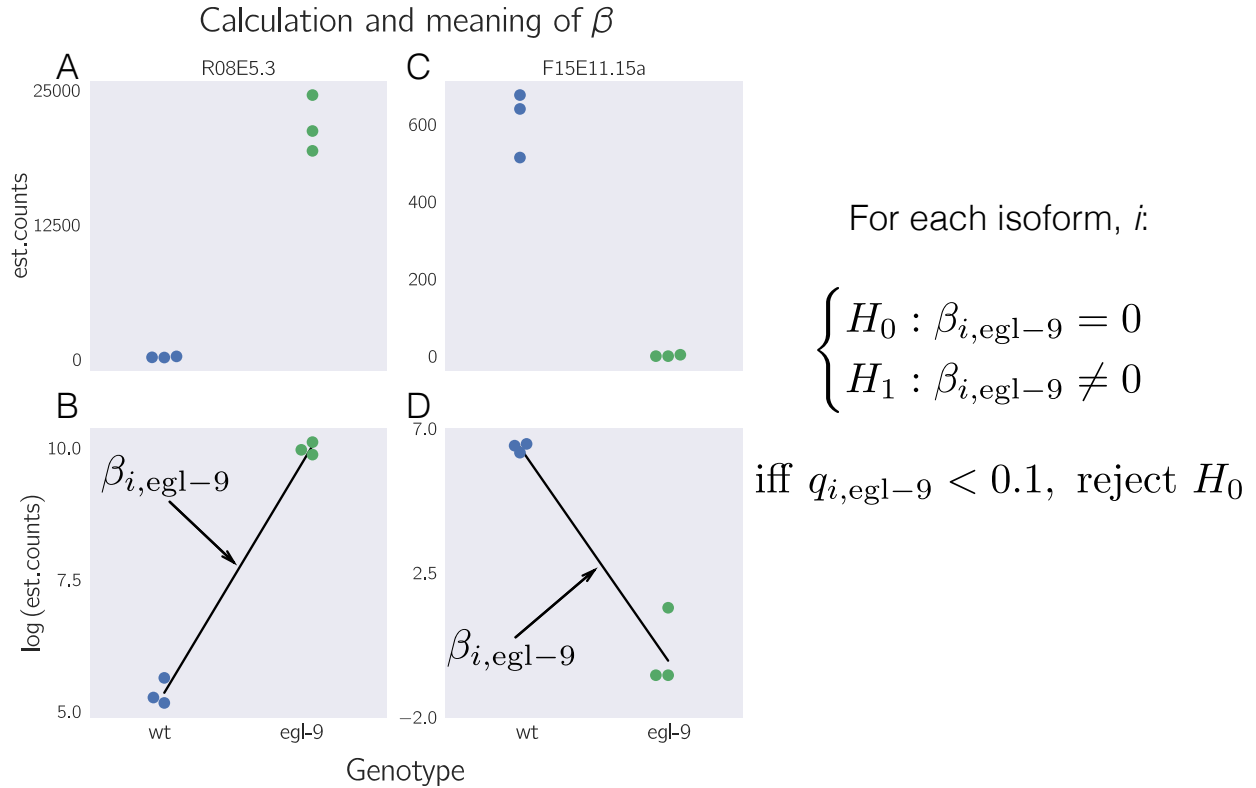 Calculation and meaning of β
A
R08E5.3
25000
12500
0
est.counts
C
F15E11.15a
600
400
200
0
B
10.0
7.5
5.0
log (est.counts)
β_{i,egl−9}
wt
egl-9
D
7.0
2.5
−2.0
β_{i,egl−9}
wt
egl-9
Genotype
For each isoform, i:
H_0 : β_{i,egl−9} = 0
H_1 : β_{i,egl−9} ≠ 0
iff q_{i,egl−9} < 0.1, reject H_0